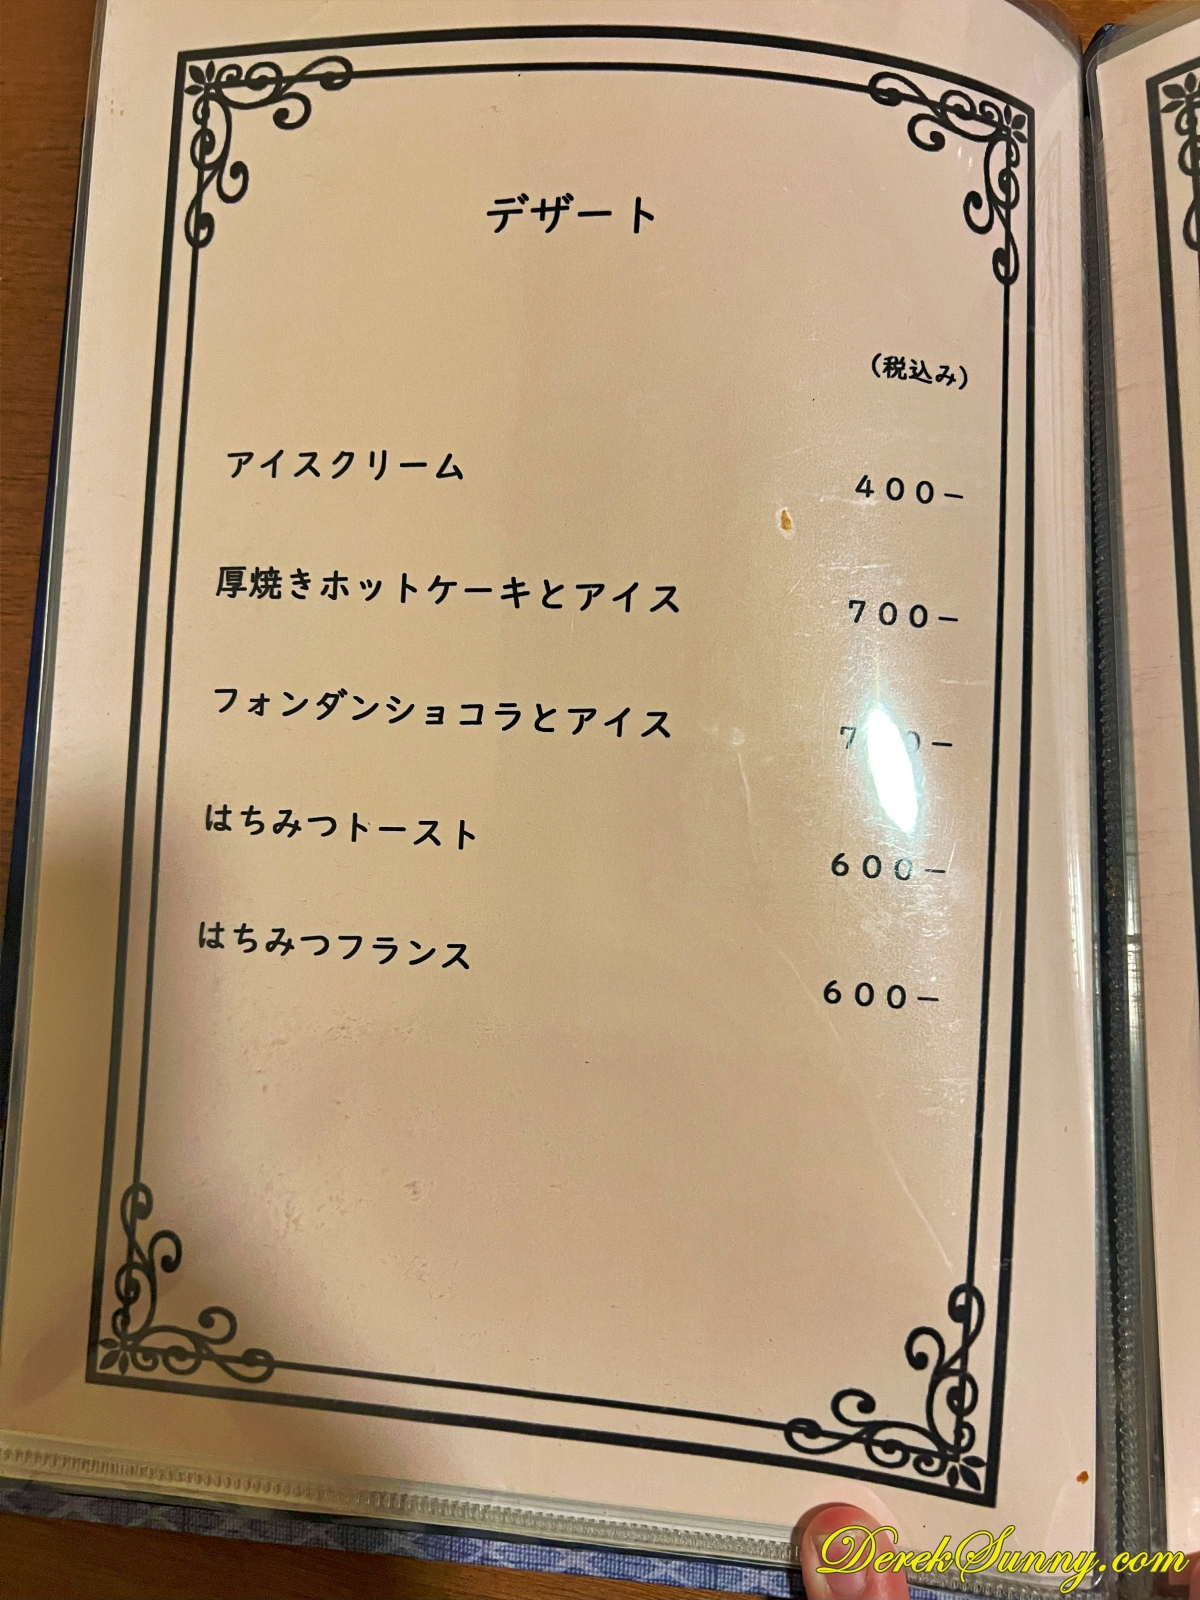 デザート
(税込み)
アイスクリーム 400−
厚焼きホットケーキとアイス 700−
フォンダンショコラとアイス
はちみつトースト 600−
はちみつフランス 600−
DerekSunny.com